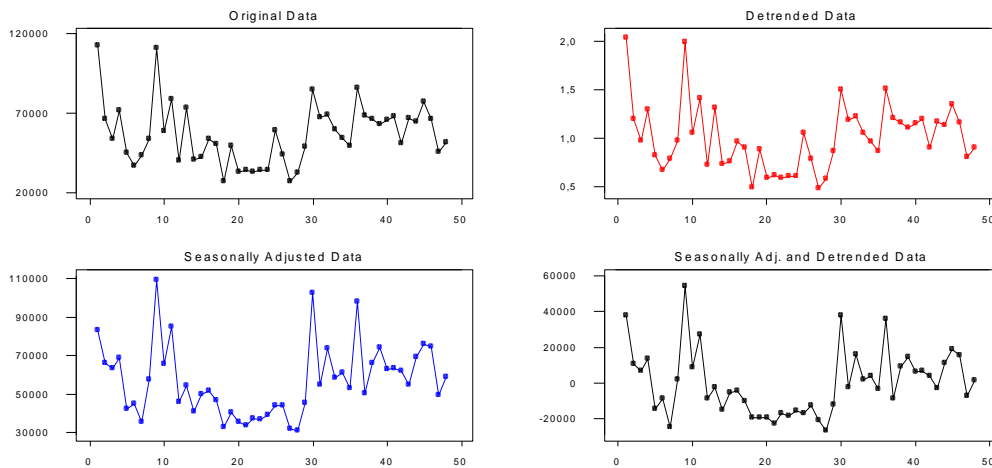 Original Data
120000
70000
20000
0 10 20 30 40 50
Detrended Data
2,0
1,5
1,0
0,5
0 10 20 30 40 50
Seasonally Adjusted Data
110000
90000
70000
50000
30000
0 10 20 30 40 50
Seasonally Adj. and Detrended Data
60000
40000
20000
0
-20000
0 10 20 30 40 50